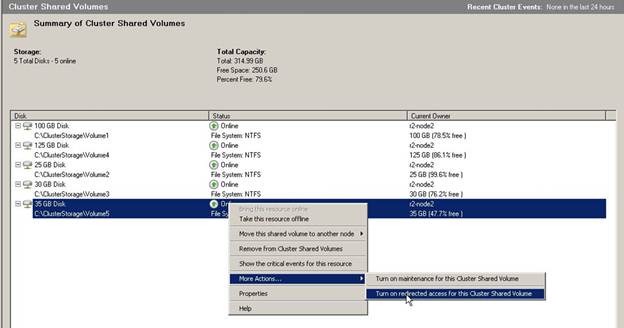 Cluster Shared Volumes
Recent Cluster Events: None in the last 24 hours
Summary of Cluster Shared Volumes
Storage:
5 Total Disks - 5 online
Total Capacity:
Total: 314.99 GB
Free Space: 250.6 GB
Percent Free: 79.6%
Disk Status Current Owner
100 GB Disk Online r2-node2
C:\ClusterStorage\Volume1 File System: NTFS 100 GB (78.5% free )
125 GB Disk Online r2-node2
C:\ClusterStorage\Volume4 File System: NTFS 125 GB (86.1% free )
25 GB Disk Online r2-node2
C:\ClusterStorage\Volume2 File System: NTFS 25 GB (99.6% free )
30 GB Disk Online r2-node2
C:\ClusterStorage\Volume3 File System: NTFS 30 GB (76.2% free )
35 GB Disk r2-node2
C:\ClusterStorage\Volume5 File 35 GB (47.7% free )
Bring this resource online
Take this resource offline
Move this shared volume to another node
Remove from Cluster Shared Volumes
Show the critical events for this resource
More Actions...
Properties
Help
Turn on maintenance for this Cluster Shared Volume
Turn on redirected access for this Cluster Shared Volume